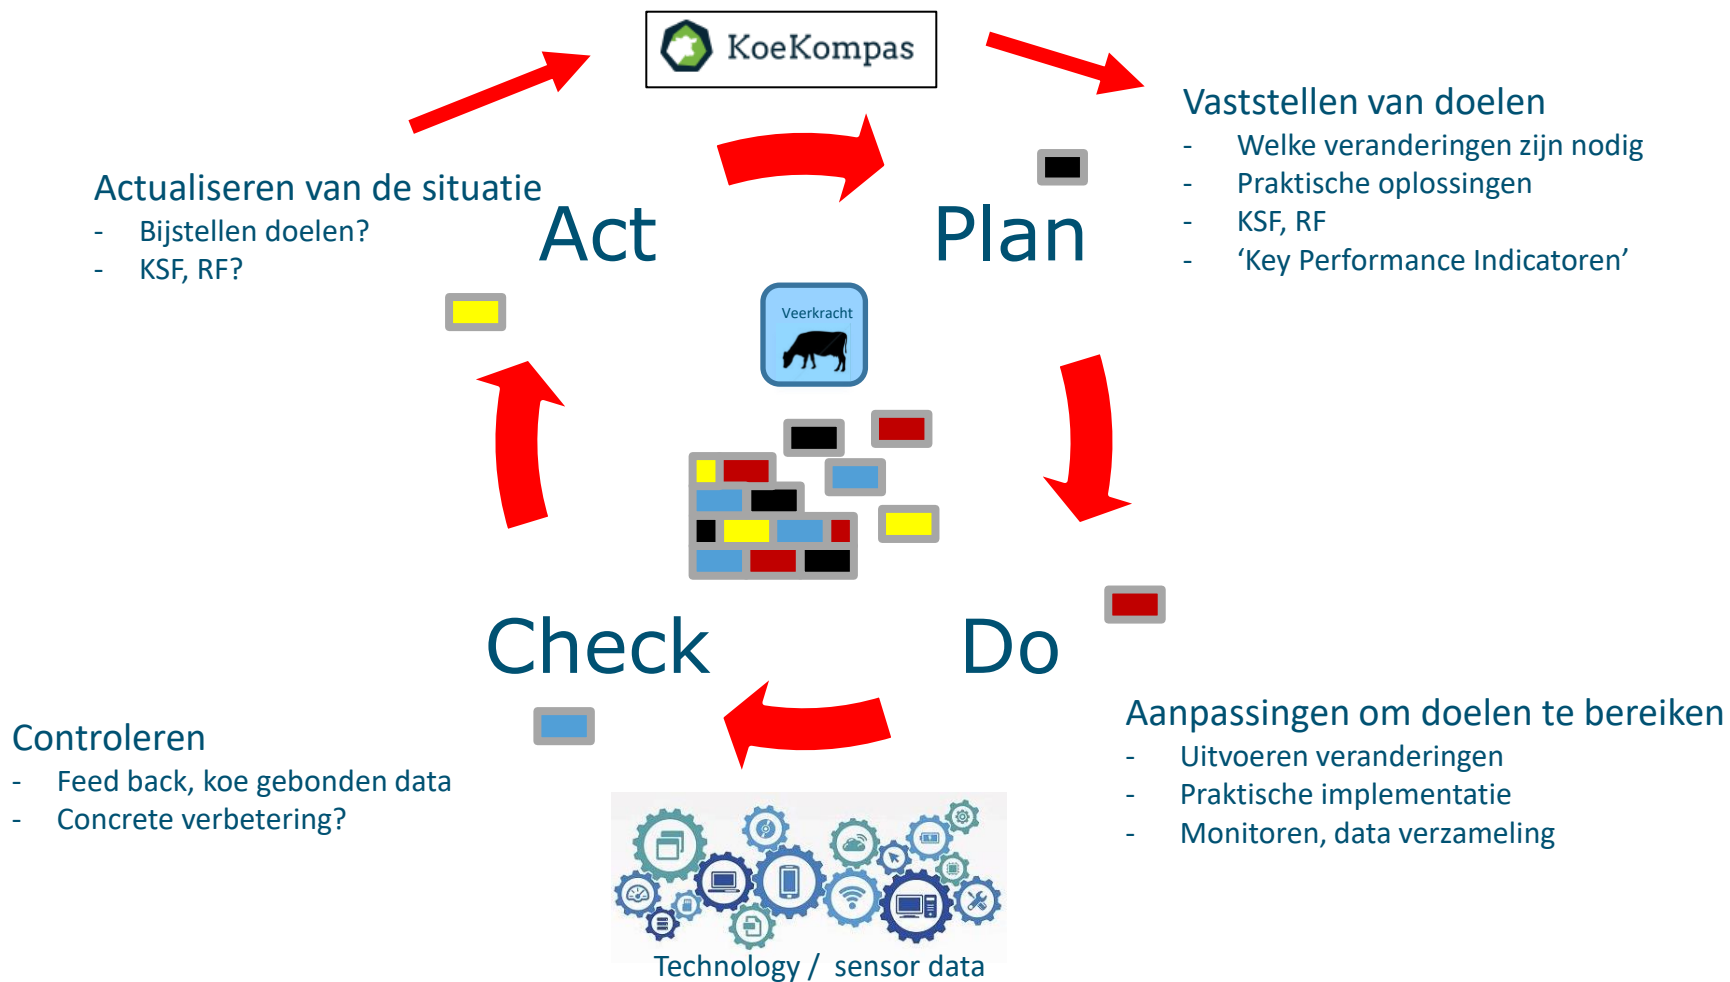 KoeKompas
Vaststellen van doelen
- Welke veranderingen zijn nodig
- Praktische oplossingen
- KSF, RF
- ‘Key Performance Indicatoren’
Actualiseren van de situatie
- Bijstellen doelen?
- KSF, RF?
Act
Plan
Veerkracht
Check
Do
Controleren
- Feed back, koe gebonden data
- Concrete verbetering?
Aanpassingen om doelen te bereiken
- Uitvoeren veranderingen
- Praktische implementatie
- Monitoren, data verzameling
Technology / sensor data